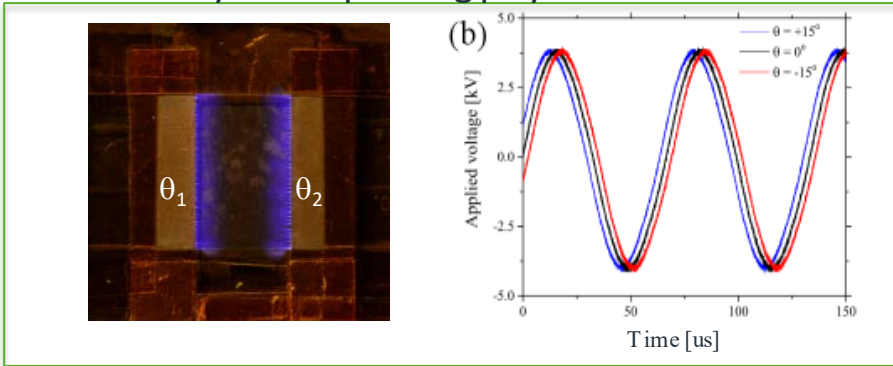 (b)
θ₁
θ₂
Applied voltage [kV]
5.0
2.5
0.0
-2.5
-5.0
θ = +15°
θ = 0°
θ = -15°
0
50
100
150
Time [us]